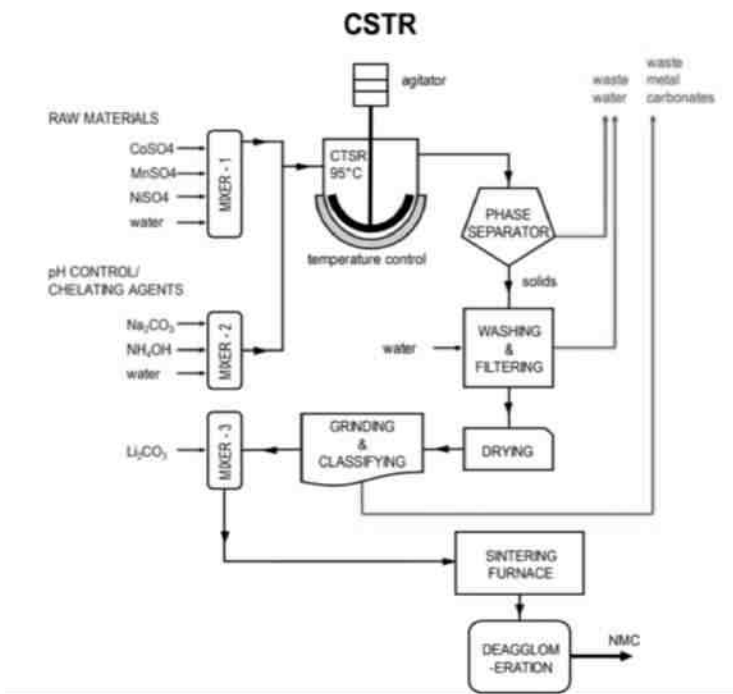 CSTR
agitator
waste
water
waste
metal
carbonates
RAW MATERIALS
CoSO4
MnSO4
NiSO4
water
MIXER - 1
CTSR
95°C
temperature control
PHASE
SEPARATOR
solids
pH CONTROL/
CHELATING AGENTS
Na₂CO₃
NH₄OH
water
MIXER - 2
water
WASHING
&
FILTERING
Li₂CO₃
MIXER - 3
GRINDING
&
CLASSIFYING
DRYING
SINTERING
FURNACE
DEAGGLOM
-ERATION
NMC